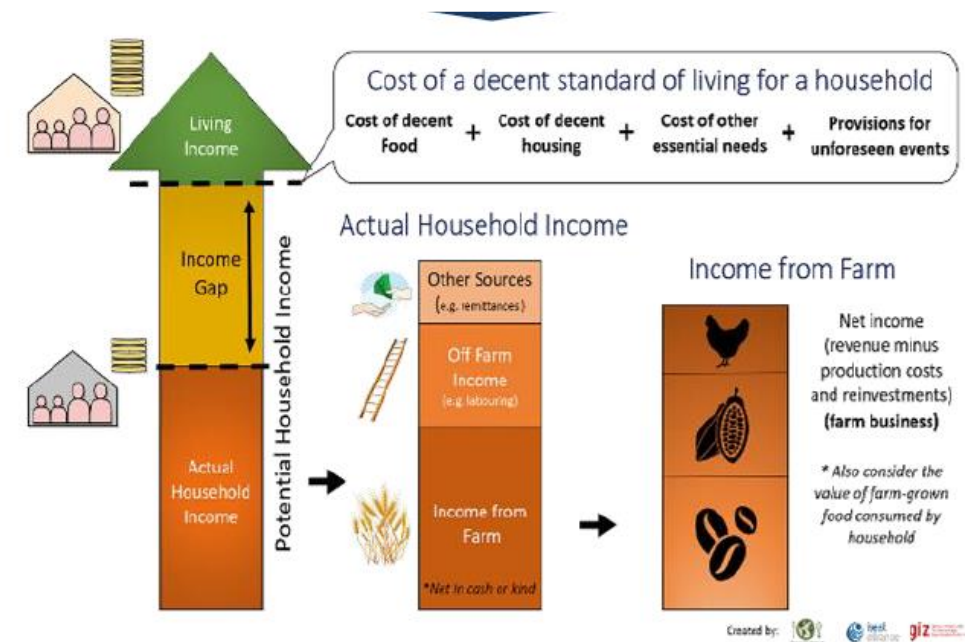 Cost of a decent standard of living for a household
Cost of decent
Food
+
Cost of decent
housing
+
Cost of other
essential needs
+
Provisions for
unforeseen events
Living
Income
Income
Gap
Actual
Household
Income
Potential Household Income
Actual Household Income
Other Sources
(e.g. remittances)
Off Farm
Income
(e.g. labouring)
Income from
Farm
*Net in cash or kind
Income from Farm
Net income
(revenue minus
production costs
and reinvestments)
(farm business)
* Also consider the
value of farm-grown
food consumed by
household
Created by:
giz